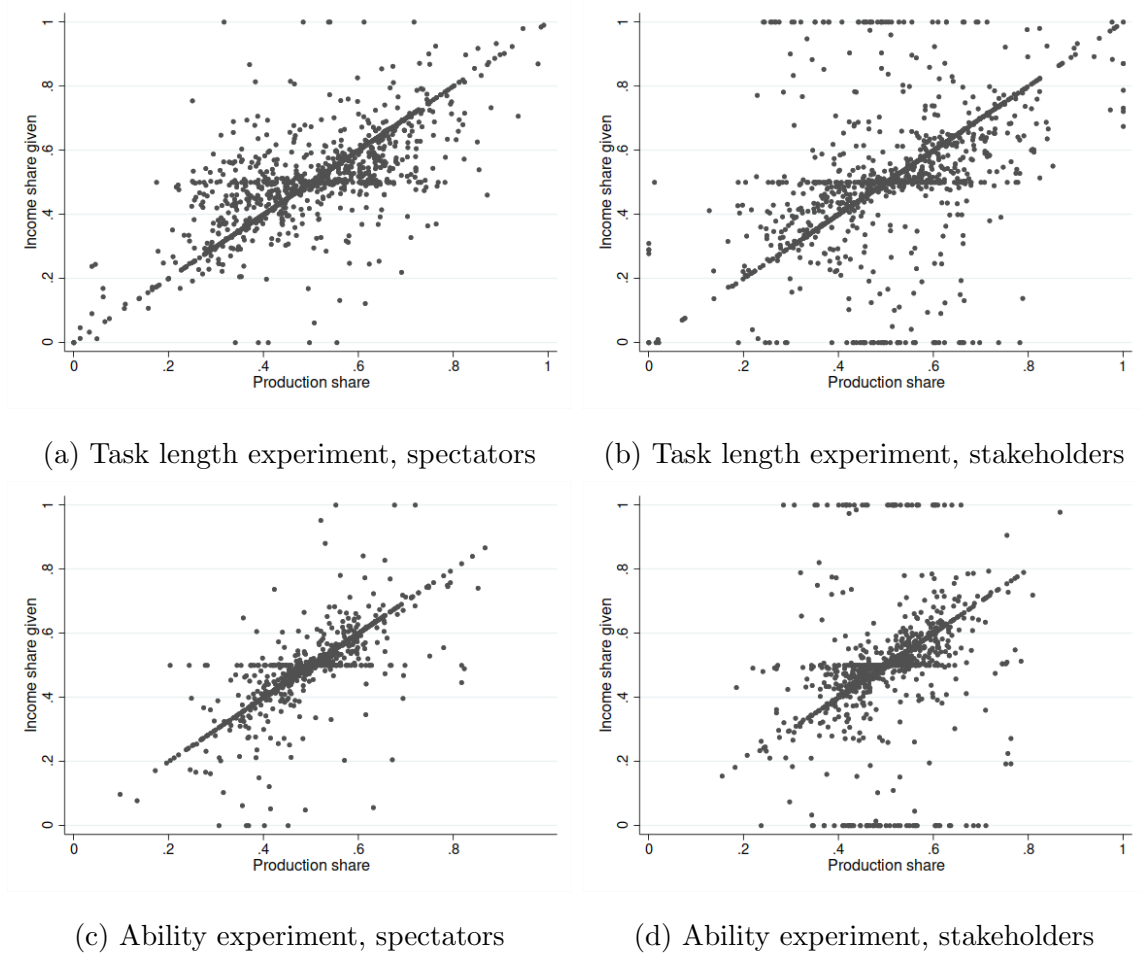 1
.8
.6
.4
.2
0
Income share given
0 .2 .4 .6 .8 1
Production share
(a) Task length experiment, spectators
1
.8
.6
.4
.2
0
Income share given
0 .2 .4 .6 .8 1
Production share
(b) Task length experiment, stakeholders
1
.8
.6
.4
.2
0
Income share given
0 .2 .4 .6 .8
Production share
(c) Ability experiment, spectators
1
.8
.6
.4
.2
0
Income share given
0 .2 .4 .6 .8 1
Production share
(d) Ability experiment, stakeholders